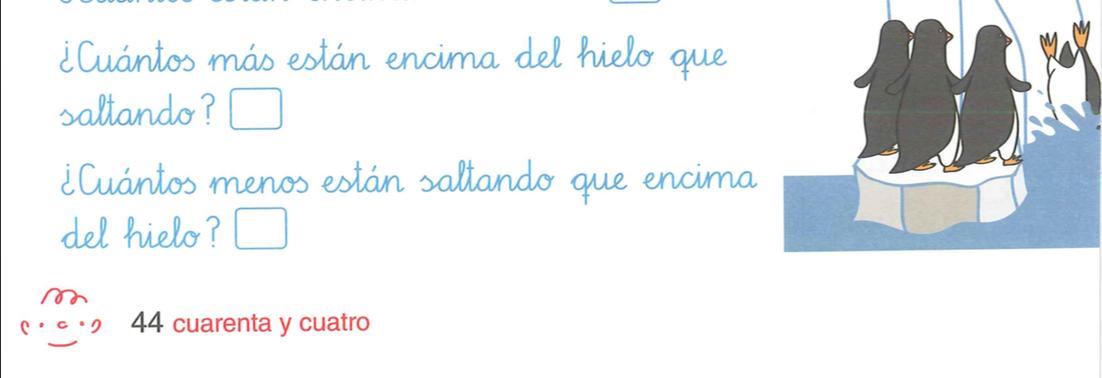 ¿Cuántos más están encima del hielo que
saltando?
¿Cuántos menos están saltando que encima
del hielo?
44 cuarenta y cuatro